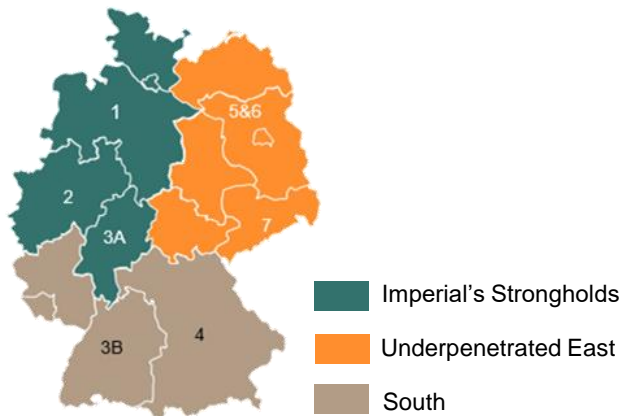 1
5&6
2
3A
7
3B
4
Imperial's Strongholds
Underpenetrated East
South